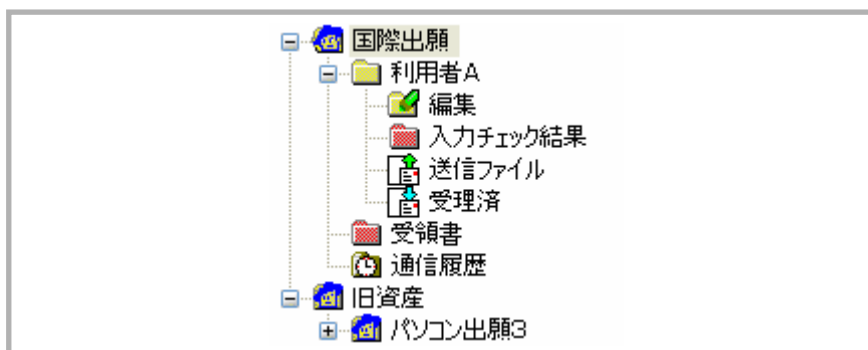 国際出願
利用者A
編集
入力チェック結果
送信ファイル
受理済
受領書
通信履歴
旧資産
パソコン出願3